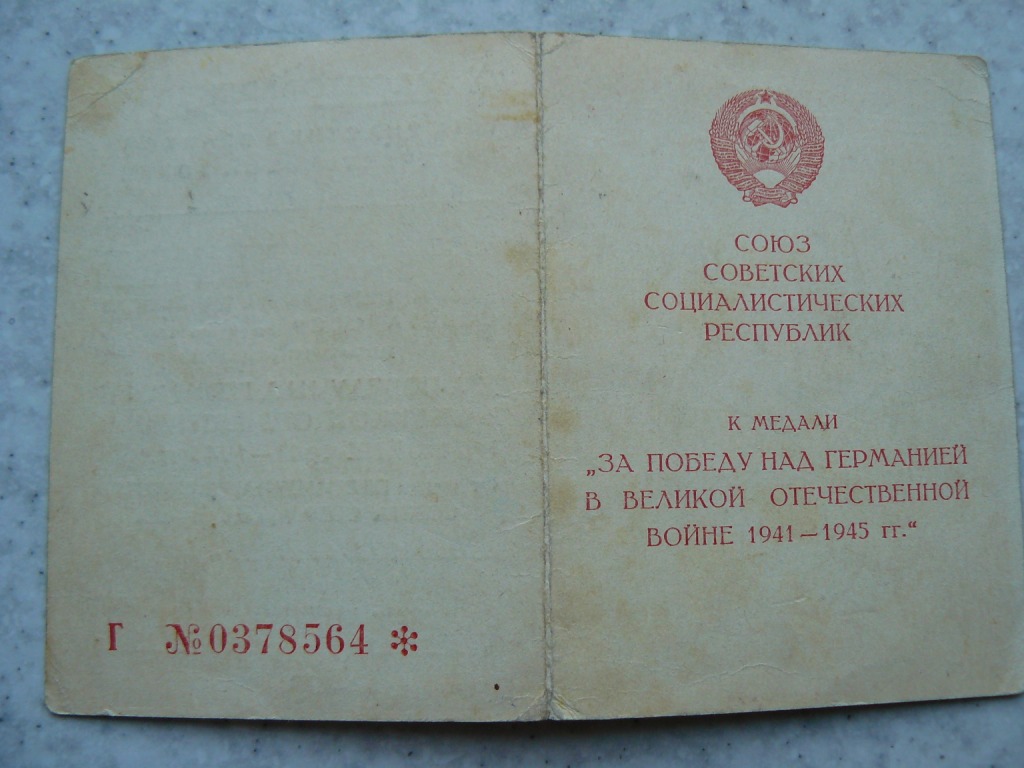 Г №0378564 *
СОЮЗ
СОВЕТСКИХ
СОЦИАЛИСТИЧЕСКИХ
РЕСПУБЛИК
К МЕДАЛИ
„ЗА ПОБЕДУ НАД ГЕРМАНИЕЙ
В ВЕЛИКОЙ ОТЕЧЕСТВЕННОЙ
ВОЙНЕ 1941—1945 гг.“